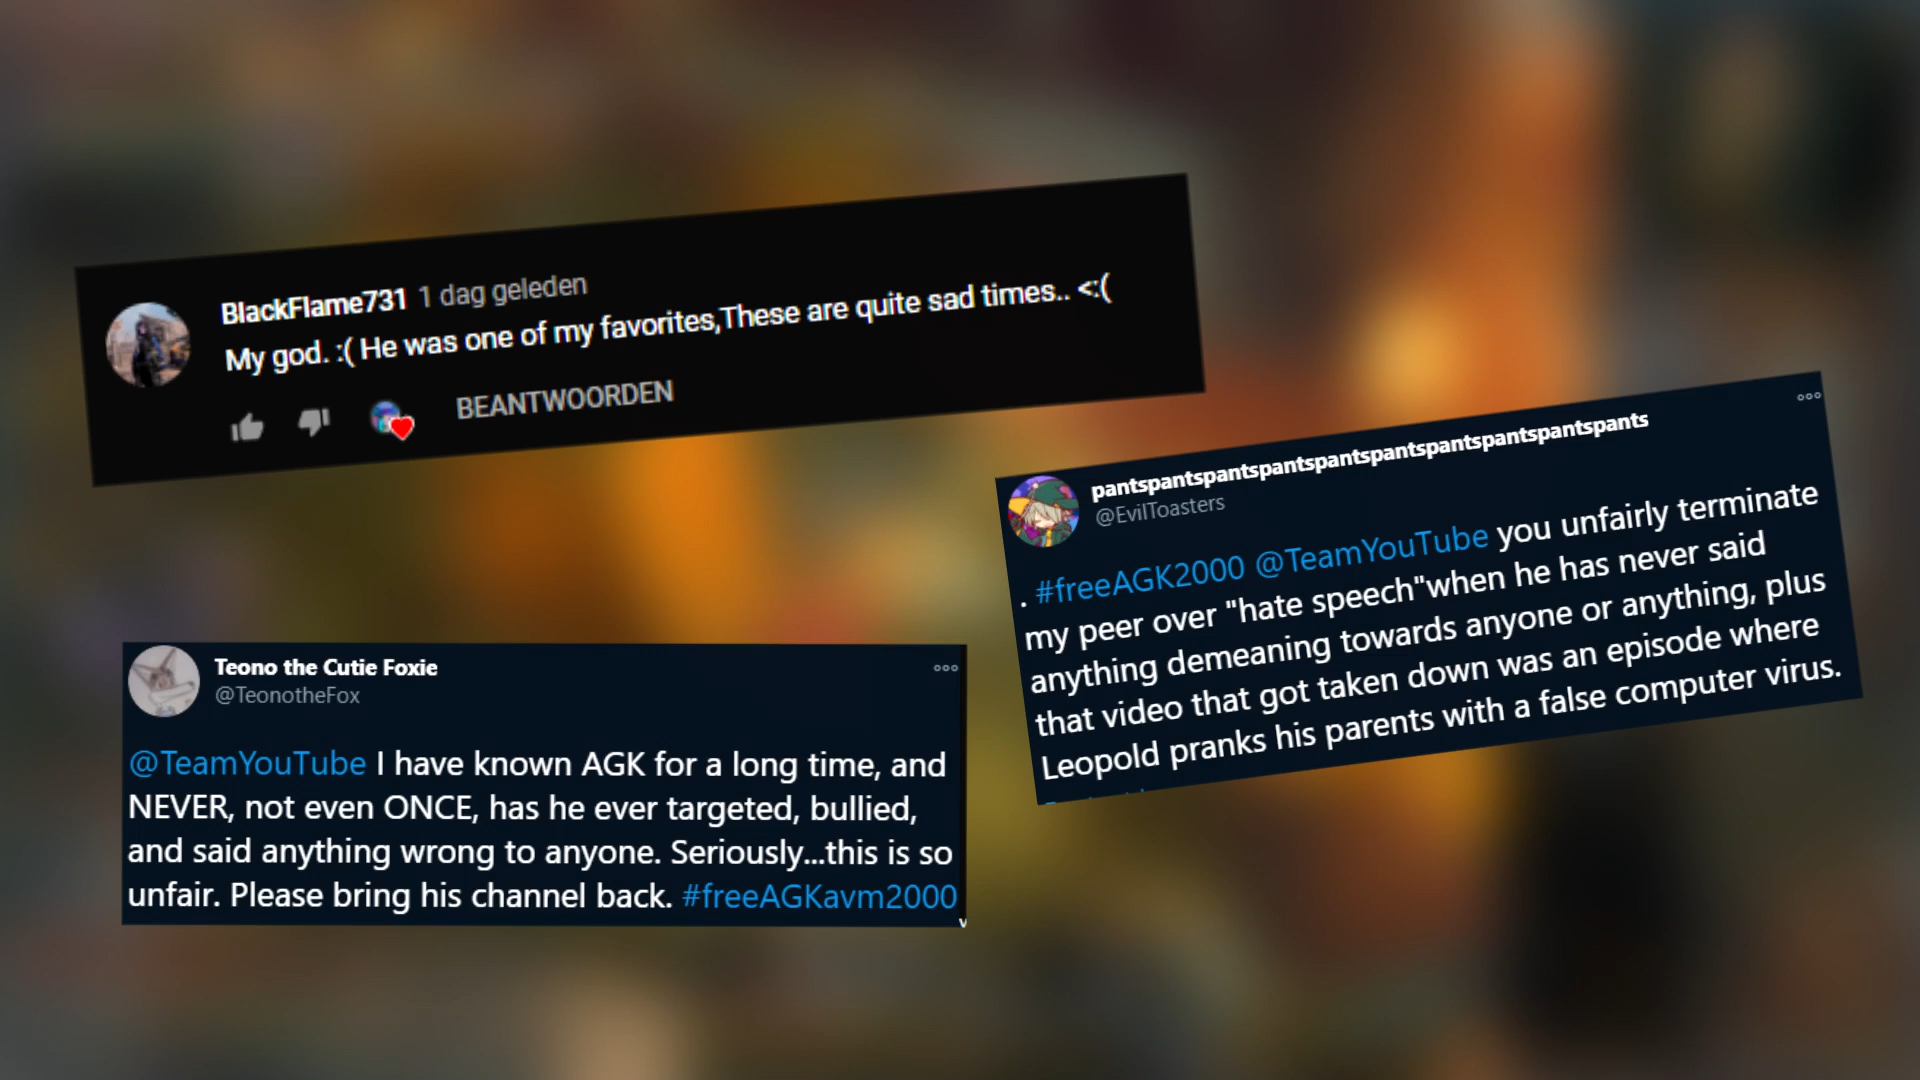 BlackFlame731 1 dag geleden
My god. :( He was one of my favorites,These are quite sad times.. <:(
BEANTWOORDEN
pantspantspantspantspantspantspantspantspantspants
@EvilToasters
. #freeAGK2000 @TeamYouTube you unfairly terminate
my peer over "hate speech"when he has never said
anything demeaning towards anyone or anything, plus
that video that got taken down was an episode where
Leopold pranks his parents with a false computer virus.
Teono the Cutie Foxie
@TeonotheFox
@TeamYouTube I have known AGK for a long time, and
NEVER, not even ONCE, has he ever targeted, bullied,
and said anything wrong to anyone. Seriously...this is so
unfair. Please bring his channel back. #freeAGKavm2000